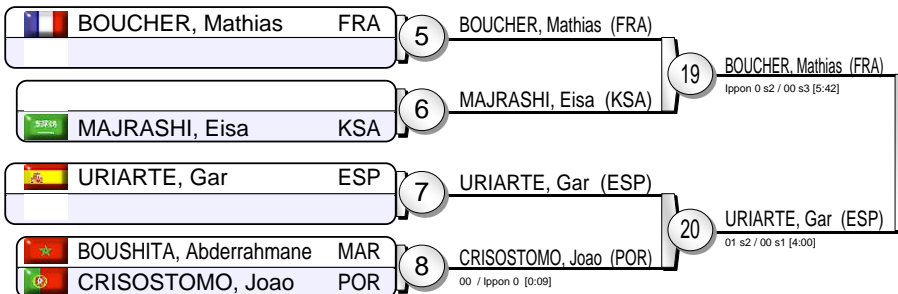 BOUCHER, Mathias FRA
5
BOUCHER, Mathias (FRA)
19
BOUCHER, Mathias (FRA)
Ippon 0 s2 / 00 s3 [5:42]
6
MAJRASHI, Eisa (KSA)
MAJRASHI, Eisa KSA
URIARTE, Gar ESP
7
URIARTE, Gar (ESP)
20
URIARTE, Gar (ESP)
01 s2 / 00 s1 [4:00]
BOUSHITA, Abderrahmane MAR
8
CRISOSTOMO, Joao (POR)
00 / Ippon 0 [0:09]
CRISOSTOMO, Joao POR